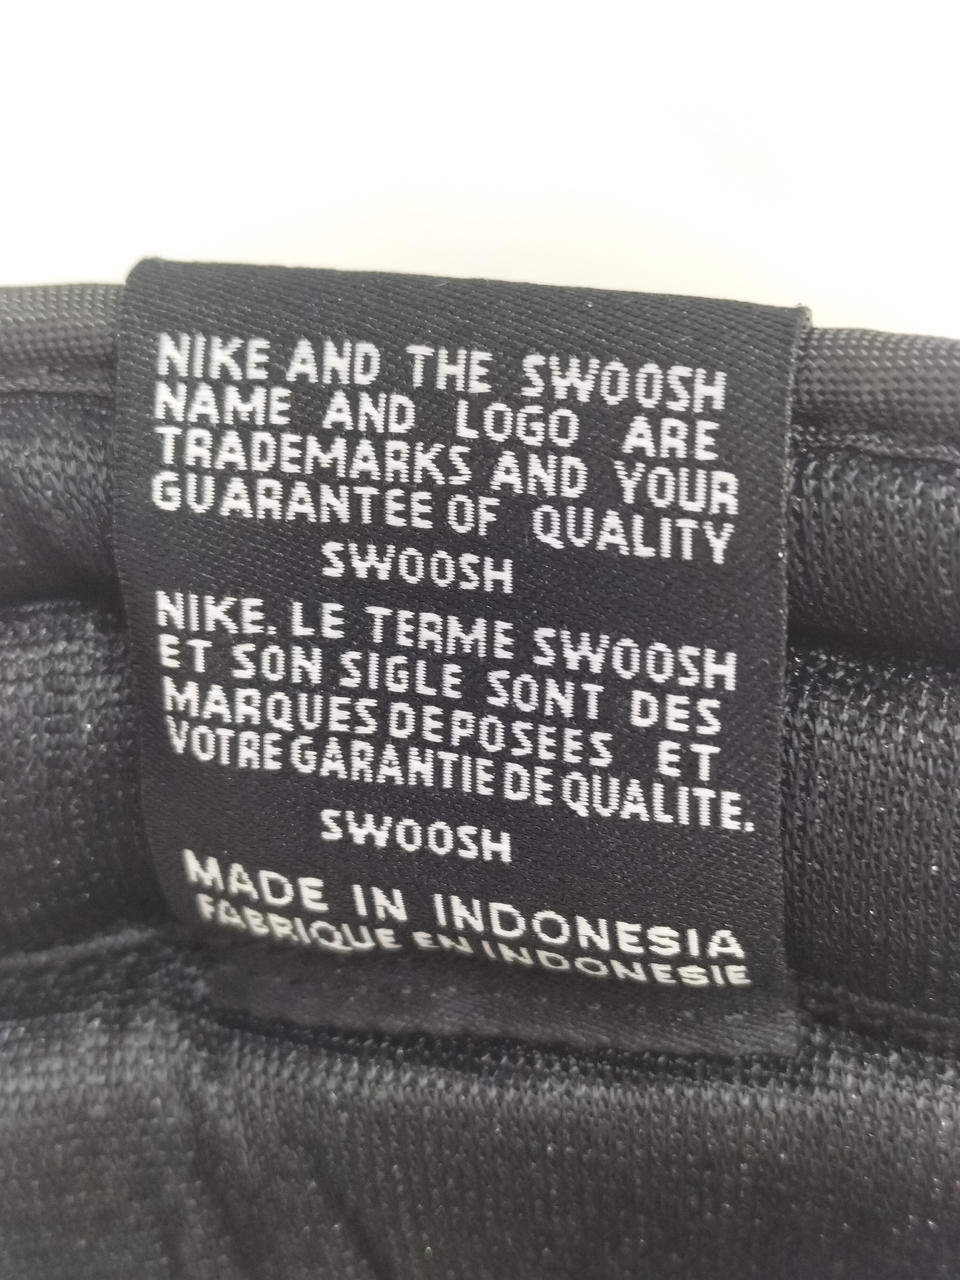 NIKE AND THE SWOOSH
NAME AND LOGO ARE
TRADEMARKS AND YOUR
GUARANTEE OF QUALITY
SWOOSH
NIKE. LE TERME SWOOSH
ET SON SIGLE SONT DES
MARQUES DEPOSEES ET
VOTRE GARANTIE DE QUALITE.
SWOOSH
MADE IN INDONESIA
FABRIQUE EN INDONESIE